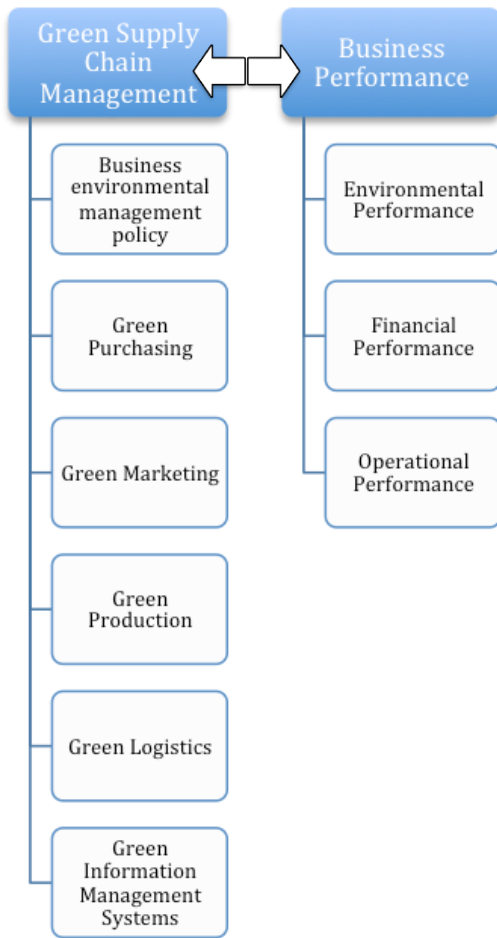 Green Supply
Chain
Management
Business
Performance
Business
environmental
management
policy
Green
Purchasing
Green Marketing
Green
Production
Green Logistics
Green
Information
Management
Systems
Environmental
Performance
Financial
Performance
Operational
Performance